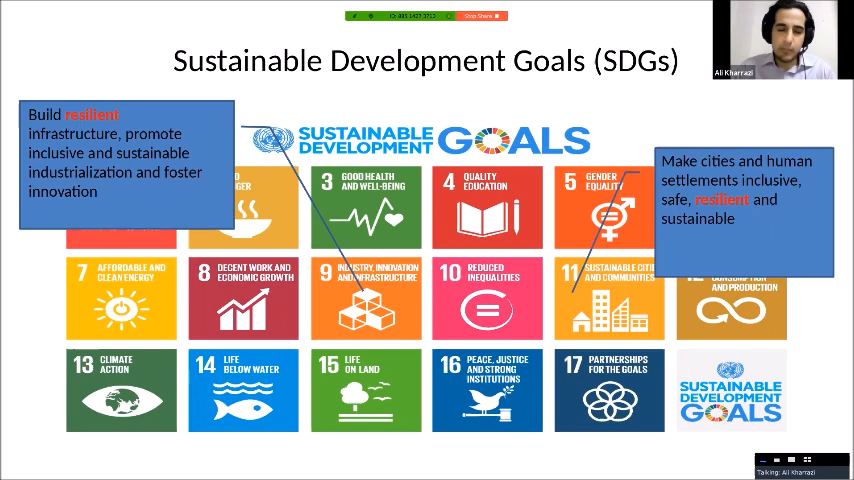 Stop Share
Sustainable Development Goals (SDGs)
Ali Kharrazi
Build resilient
infrastructure, promote
inclusive and sustainable
industrialization and foster
innovation
SUSTAINABLE
DEVELOPMENT
GOALS
Make cities and human
settlements inclusive,
safe, resilient and
sustainable
3 GOOD HEALTH
AND WELL-BEING
4 QUALITY
EDUCATION
5 GENDER
EQUALITY
7 AFFORDABLE AND
CLEAN ENERGY
8 DECENT WORK AND
ECONOMIC GROWTH
9 INDUSTRY, INNOVATION
AND INFRASTRUCTURE
10 REDUCED
INEQUALITIES
11 SUSTAINABLE CITIE
AND COMMUNITIES
AND PRODUCTION
13 CLIMATE
ACTION
14 LIFE
BELOW WATER
15 LIFE
ON LAND
16 PEACE, JUSTICE
AND STRONG
INSTITUTIONS
17 PARTNERSHIPS
FOR THE GOALS
SUSTAINABLE
DEVELOPMENT
GOALS
Talking: Ali Kharrazi